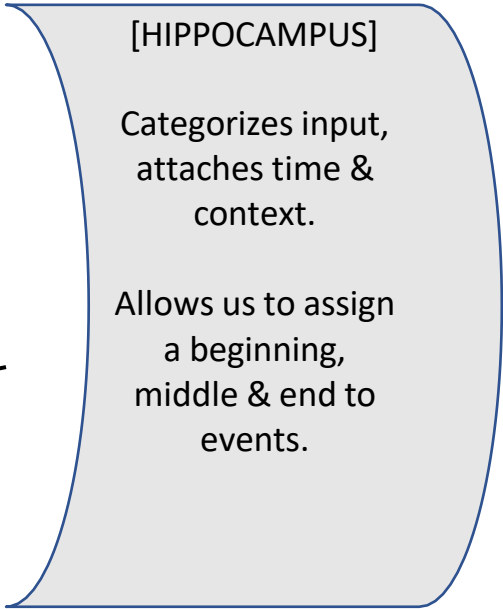 [HIPPOCAMPUS]
Categorizes input,
attaches time &
context.
Allows us to assign
a beginning,
middle & end to
events.